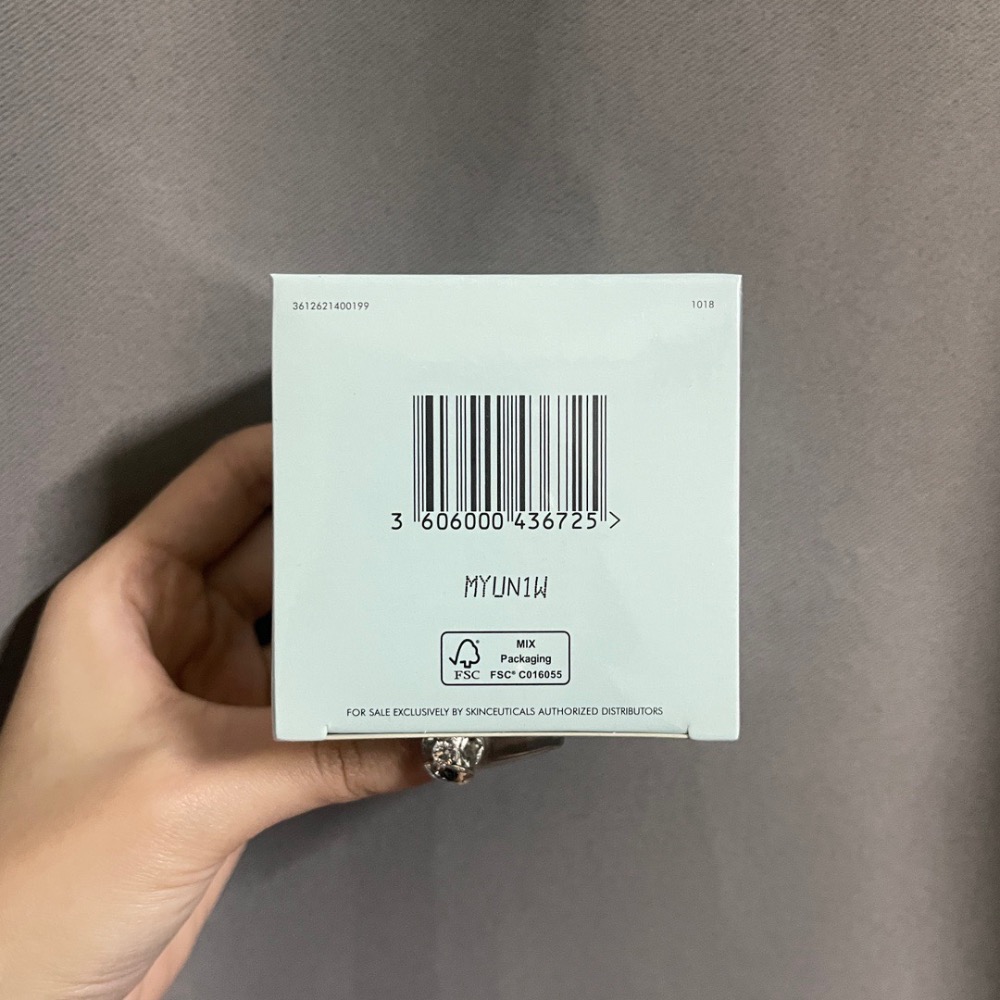 3612621400199
1018
3 606000 436725 >
MYUN1W
MIX
Packaging
FSC® C016055
FSC
FOR SALE EXCLUSIVELY BY SKINCEUTICALS AUTHORIZED DISTRIBUTORS